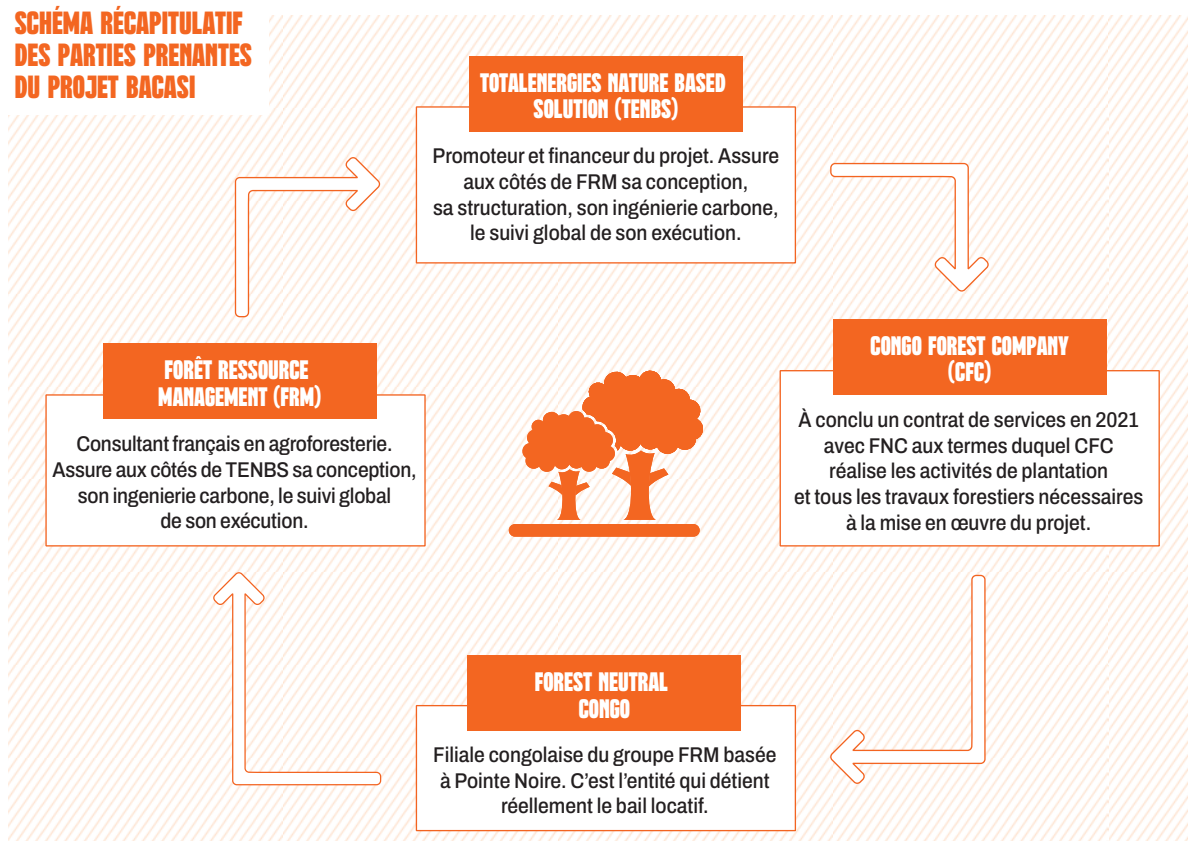 SCHÉMA RÉCAPITULATIF
DES PARTIES PRENANTES
DU PROJET BACASI
TOTALENERGIES NATURE BASED
SOLUTION (TENBS)
Promoteur et financeur du projet. Assure
aux côtés de FRM sa conception,
sa structuration, son ingénierie carbone,
le suivi global de son exécution.
CONGO FOREST COMPANY
(CFC)
À conclu un contrat de services en 2021
avec FNC aux termes duquel CFC
réalise les activités de plantation
et tous les travaux forestiers nécessaires
à la mise en œuvre du projet.
FOREST NEUTRAL
CONGO
Filiale congolaise du groupe FRM basée
à Pointe Noire. C’est l’entité qui détient
réellement le bail locatif.
FORÊT RESSOURCE
MANAGEMENT (FRM)
Consultant français en agroforesterie.
Assure aux côtés de TENBS sa conception,
son ingenierie carbone, le suivi global
de son exécution.